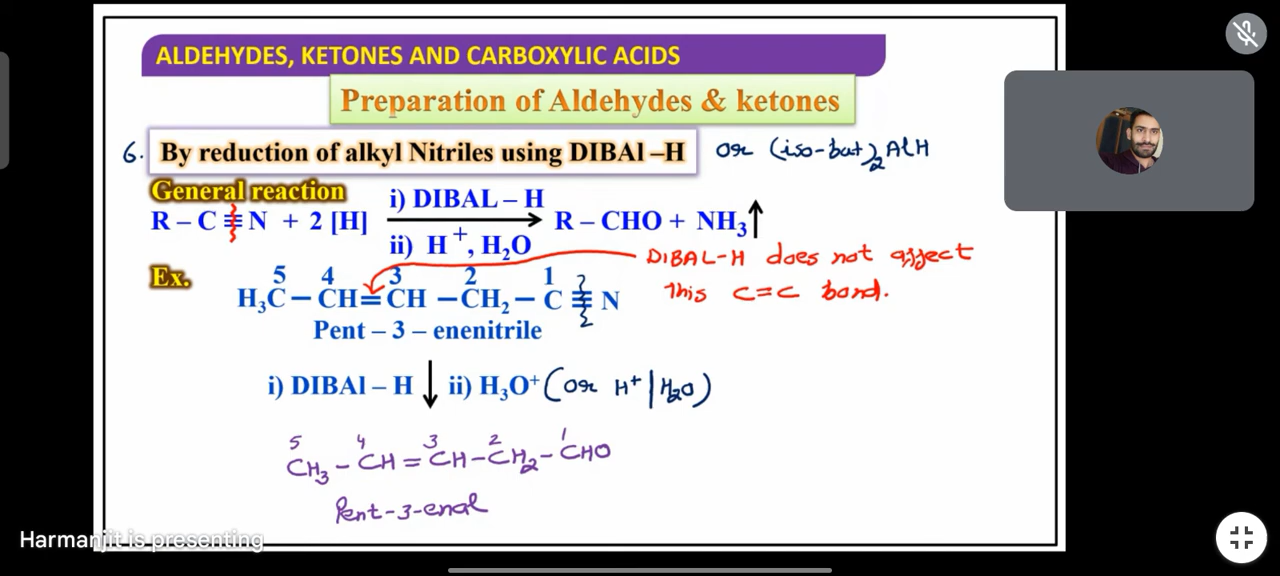 ALDEHYDES, KETONES AND CARBOXYLIC ACIDS
Preparation of Aldehydes & ketones
6. By reduction of alkyl Nitriles using DIBAl –H or (iso-but)₂AlH
General reaction
R – C ≡ N + 2 [H] i) DIBAL – H ii) H⁺, H₂O → R – CHO + NH₃↑
DIBAL-H does not affect
this C=C bond.
Ex.
5 4 3 2 1
H₃C – CH = CH – CH₂ – C ≡ N
Pent – 3 – enenitrile
i) DIBAl – H ↓ ii) H₃O⁺ (or H⁺ | H₂O)
5 4 3 2 1
CH₃ – CH = CH – CH₂ – CHO
Pent-3-enal
Harmanjit is presenting